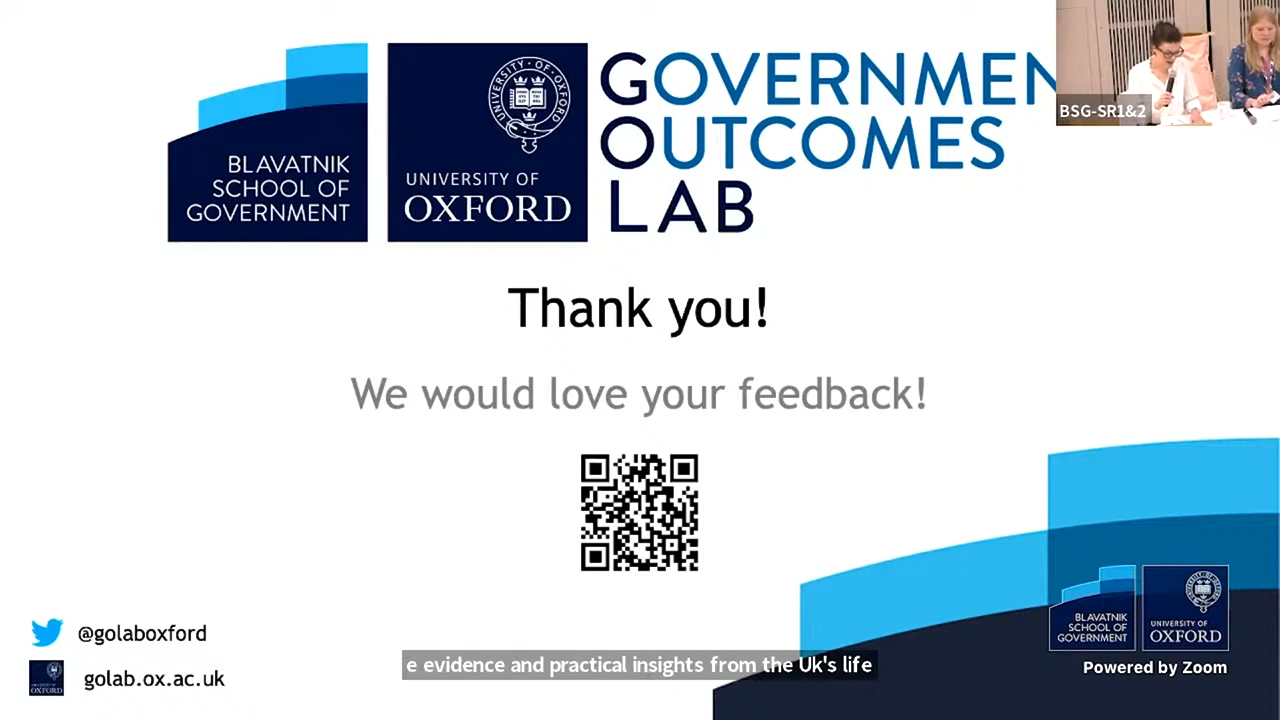 BLAVATNIK
SCHOOL OF
GOVERNMENT
UNIVERSITY OF
OXFORD
GOVERNMEN
OUTCOMES
LAB
BSG-SR1&2
Thank you!
We would love your feedback!
@golaboxford
golab.ox.ac.uk
e evidence and practical insights from the Uk's life
BLAVATNIK
SCHOOL OF
GOVERNMENT
UNIVERSITY OF
OXFORD
Powered by Zoom